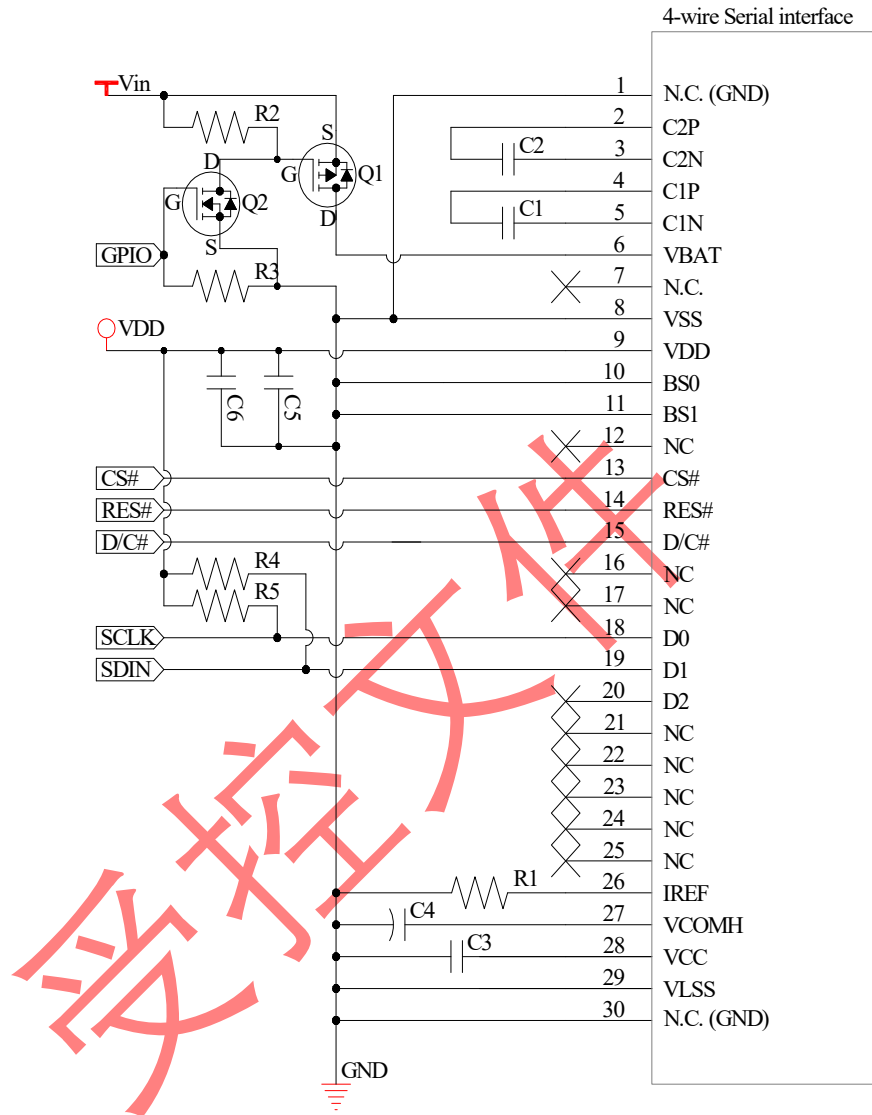 4-wire Serial interface
Vin
R2
S
D
G
Q1
G
Q2
D
S
GPIO
R3
VDD
C6
C5
CS#
RES#
D/C#
R4
R5
SCLK
SDIN
C2
C1
R1
C4
C3
GND
1 N.C. (GND)
2 C2P
3 C2N
4 C1P
5 C1N
6 VBAT
7 N.C.
8 VSS
9 VDD
10 BS0
11 BS1
12 NC
13 CS#
14 RES#
15 D/C#
16 NC
17 NC
18 D0
19 D1
20 D2
21 NC
22 NC
23 NC
24 NC
25 NC
26 IREF
27 VCOMH
28 VCC
29 VLSS
30 N.C. (GND)
受控文件